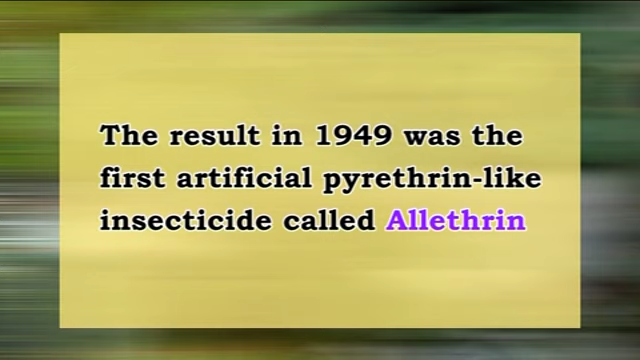 The result in 1949 was the
first artificial pyrethrin-like
insecticide called Allethrin